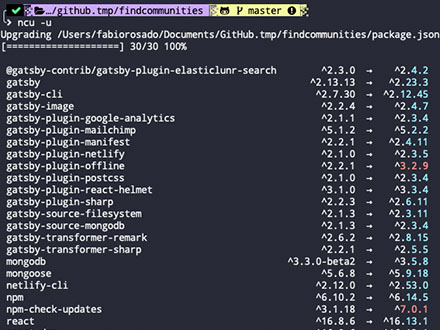 …/github.tmp/findcommunities master
ncu -u
Upgrading /Users/fabiorosado/Documents/GitHub.tmp/findcommunities/package.json
[====================] 30/30 100%
@gatsby-contrib/gatsby-plugin-elasticlunr-search ^2.3.0 → ^2.4.2
gatsby ^2.13.13 → ^2.23.3
gatsby-cli ^2.7.30 → ^2.12.45
gatsby-image ^2.2.4 → ^2.4.7
gatsby-plugin-google-analytics ^2.1.1 → ^2.3.4
gatsby-plugin-mailchimp ^5.1.2 → ^5.2.2
gatsby-plugin-manifest ^2.2.1 → ^2.4.11
gatsby-plugin-netlify ^2.1.0 → ^2.3.5
gatsby-plugin-offline ^2.2.1 → ^3.2.9
gatsby-plugin-postcss ^2.1.0 → ^2.3.4
gatsby-plugin-react-helmet ^3.1.0 → ^3.3.4
gatsby-plugin-sharp ^2.2.3 → ^2.6.11
gatsby-source-filesystem ^2.1.3 → ^2.3.11
gatsby-source-mongodb ^2.1.3 → ^2.3.4
gatsby-transformer-remark ^2.6.2 → ^2.8.15
gatsby-transformer-sharp ^2.2.1 → ^2.5.5
mongodb ^3.3.0-beta2 → ^3.5.8
mongoose ^5.6.8 → ^5.9.18
netlify-cli ^2.12.0 → ^2.53.0
npm ^6.10.2 → ^6.14.5
npm-check-updates ^3.1.18 → ^7.0.1
react ^16.8.6 → ^16.13.1